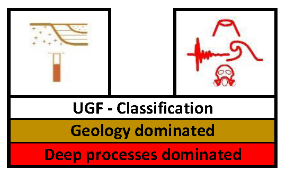 UGF - Classification
Geology dominated
Deep processes dominated